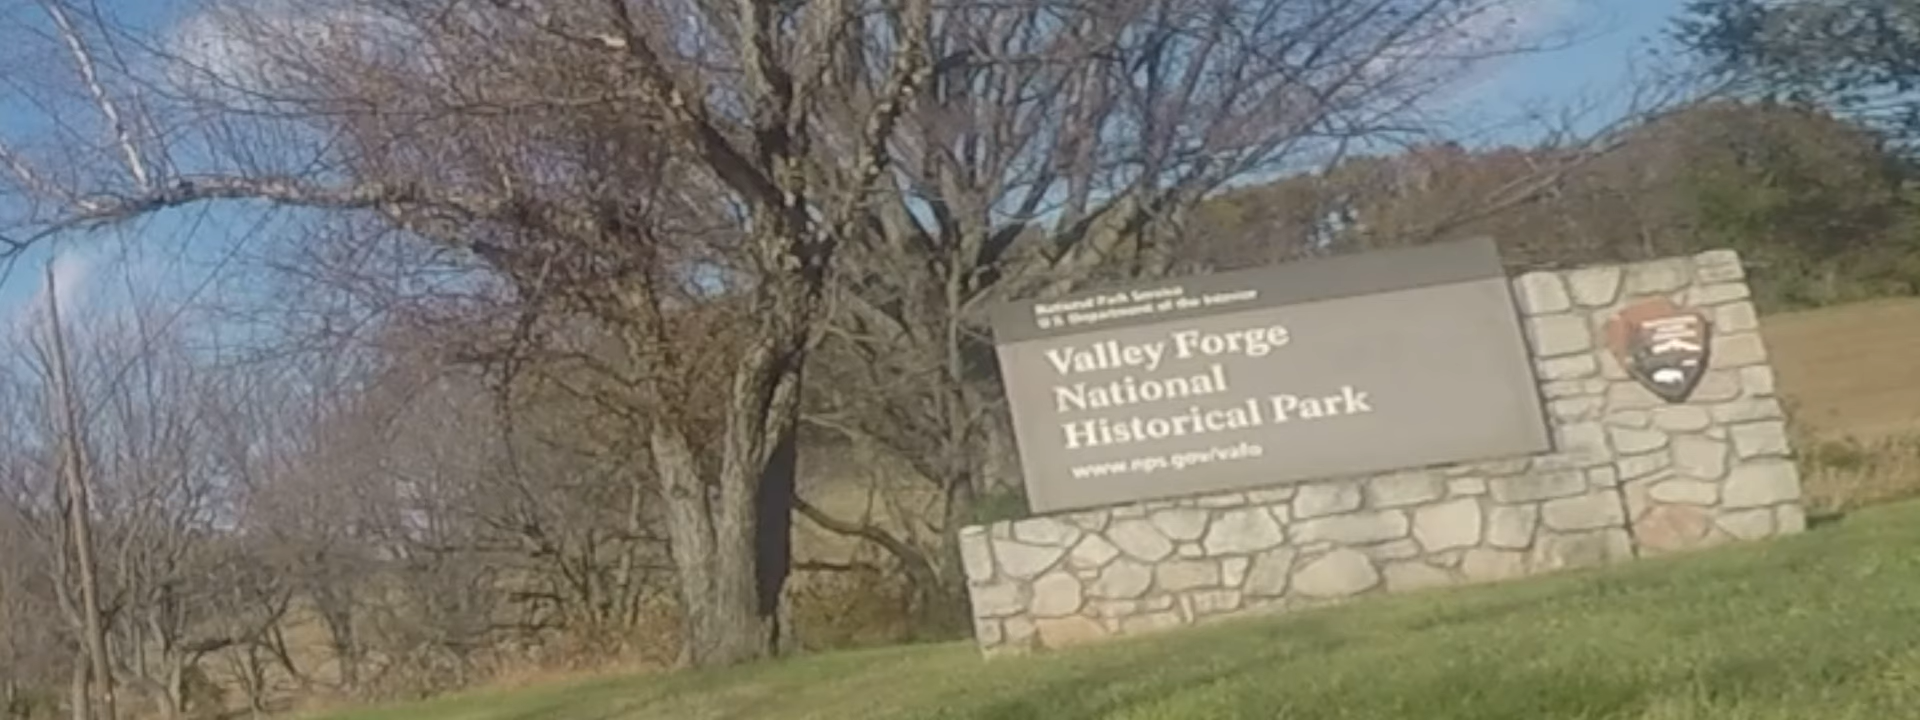 National Park Service
U.S. Department of the Interior
Valley Forge
National
Historical Park
www.nps.gov/vafo